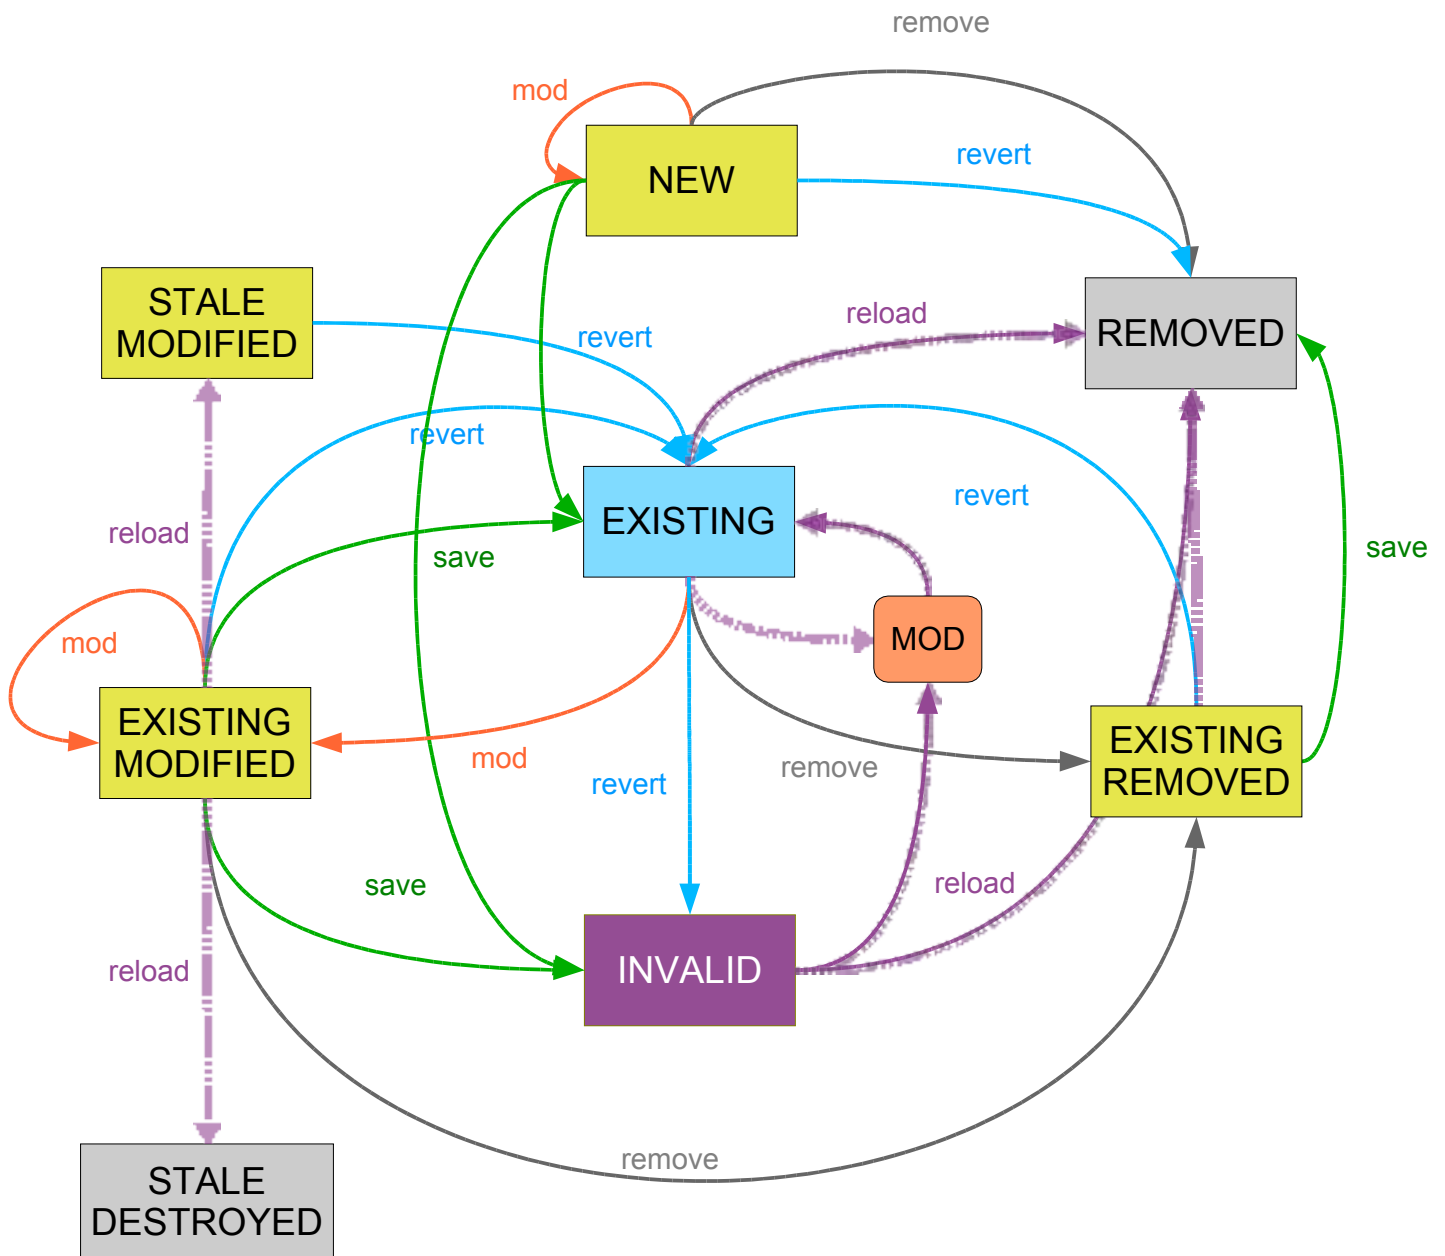 remove
mod
NEW
revert
STALE
MODIFIED
revert
reload
REMOVED
revert
reload
EXISTING
revert
save
save
mod
MOD
EXISTING
MODIFIED
mod
remove
revert
EXISTING
REMOVED
save
reload
reload
INVALID
remove
STALE
DESTROYED